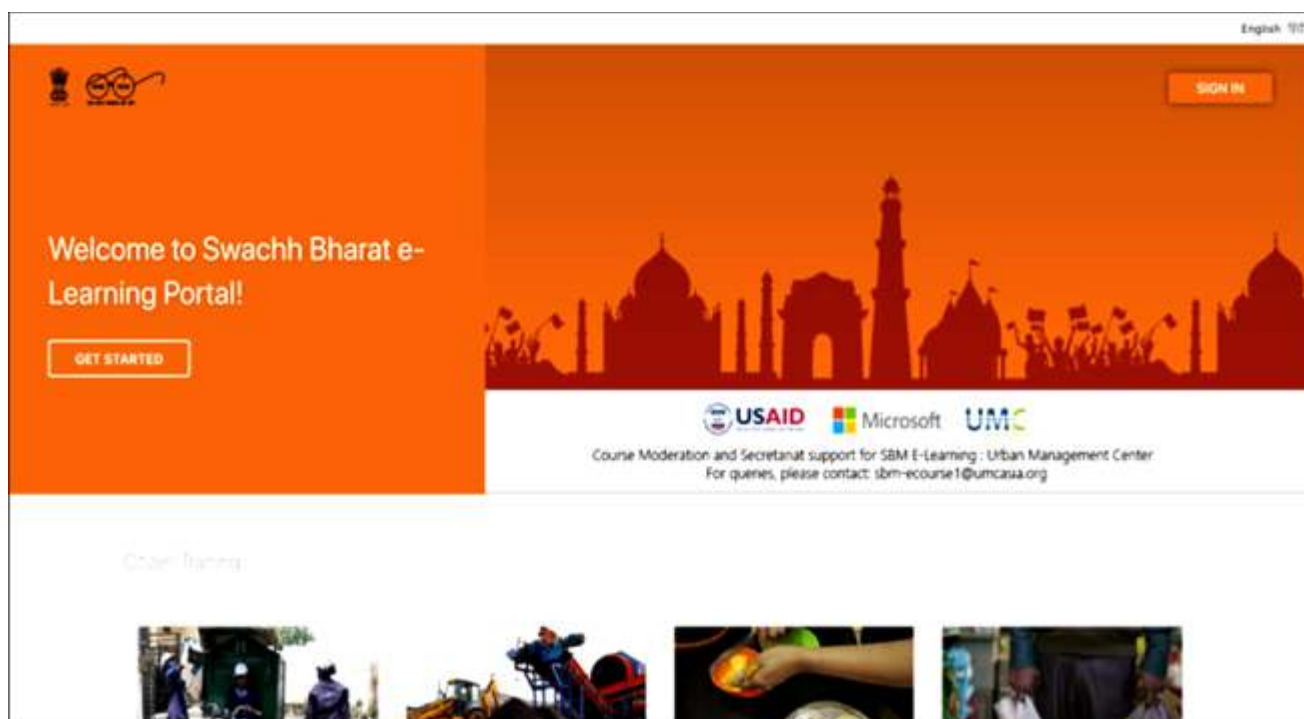 English
SIGN IN
Welcome to Swachh Bharat e-
Learning Portal!
GET STARTED
USAID Microsoft UMC
Course Moderation and Secretariat support for SBM E-Learning : Urban Management Center
For queries, please contact: sbm-ecourse1@umcasia.org